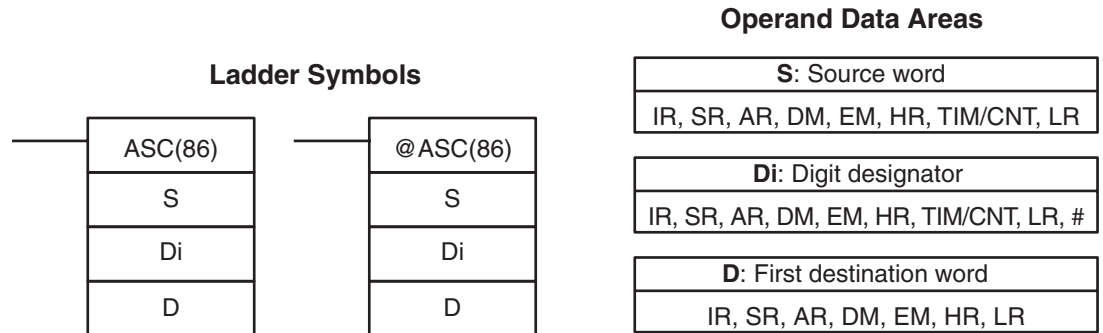 Ladder Symbols
ASC(86)
S
Di
D
@ASC(86)
S
Di
D
Operand Data Areas
S: Source word
IR, SR, AR, DM, EM, HR, TIM/CNT, LR
Di: Digit designator
IR, SR, AR, DM, EM, HR, TIM/CNT, LR, #
D: First destination word
IR, SR, AR, DM, EM, HR, LR